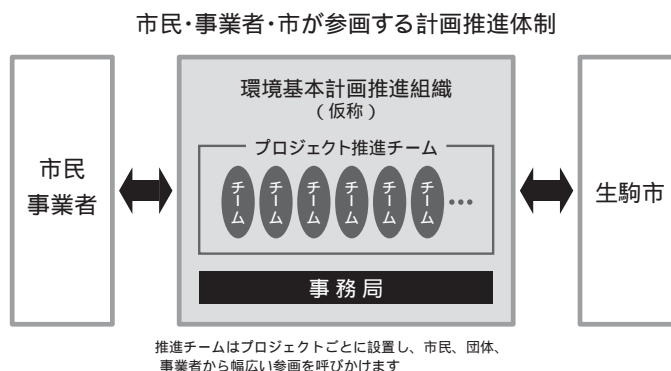 市民・事業者・市が参画する計画推進体制
市民
事業者
環境基本計画推進組織
（仮称）
プロジェクト推進チーム
チーム
チーム
チーム
チーム
チーム
チーム
…
事務局
生駒市
推進チームはプロジェクトごとに設置し、市民、団体、
事業者から幅広い参画を呼びかけます